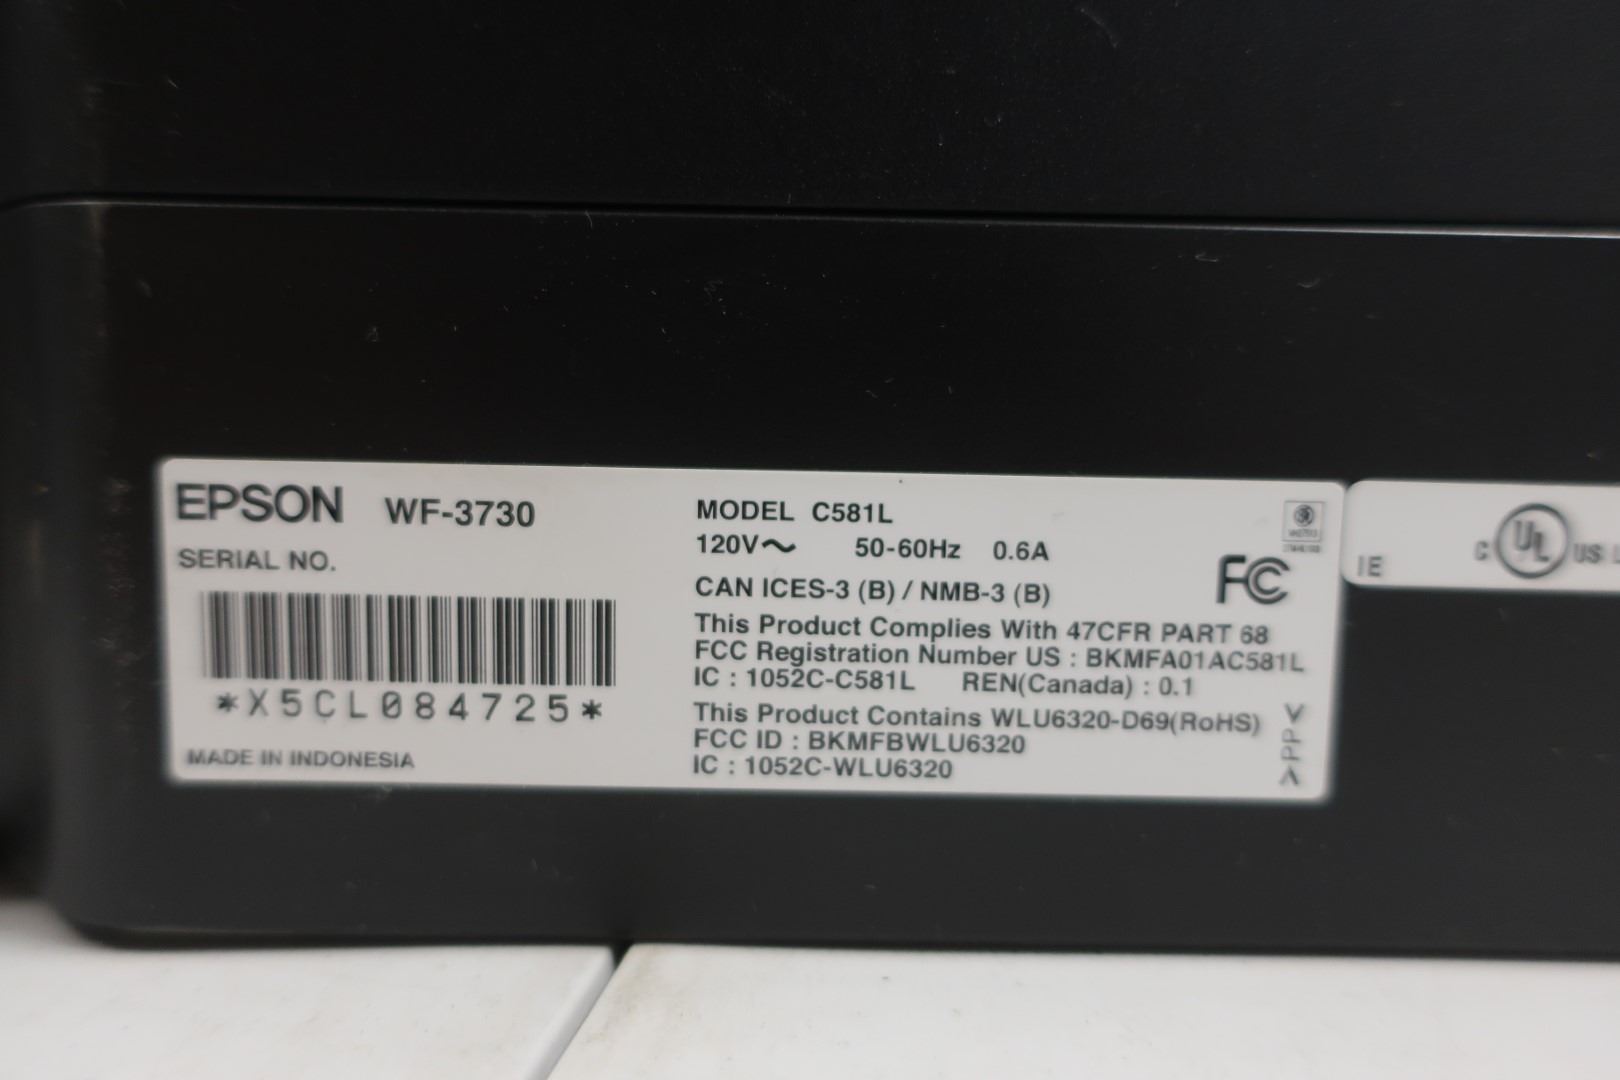 EPSON WF-3730
SERIAL NO.
*X5CL084725*
MADE IN INDONESIA
MODEL C581L
120V～ 50-60Hz 0.6A
CAN ICES-3 (B) / NMB-3 (B)
FC
This Product Complies With 47CFR PART 68
FCC Registration Number US : BKMFA01AC581L
IC : 1052C-C581L REN(Canada) : 0.1
This Product Contains WLU6320-D69(RoHS)
FCC ID : BKMFBWLU6320
IC : 1052C-WLU6320
>PP<
IE
C UL US